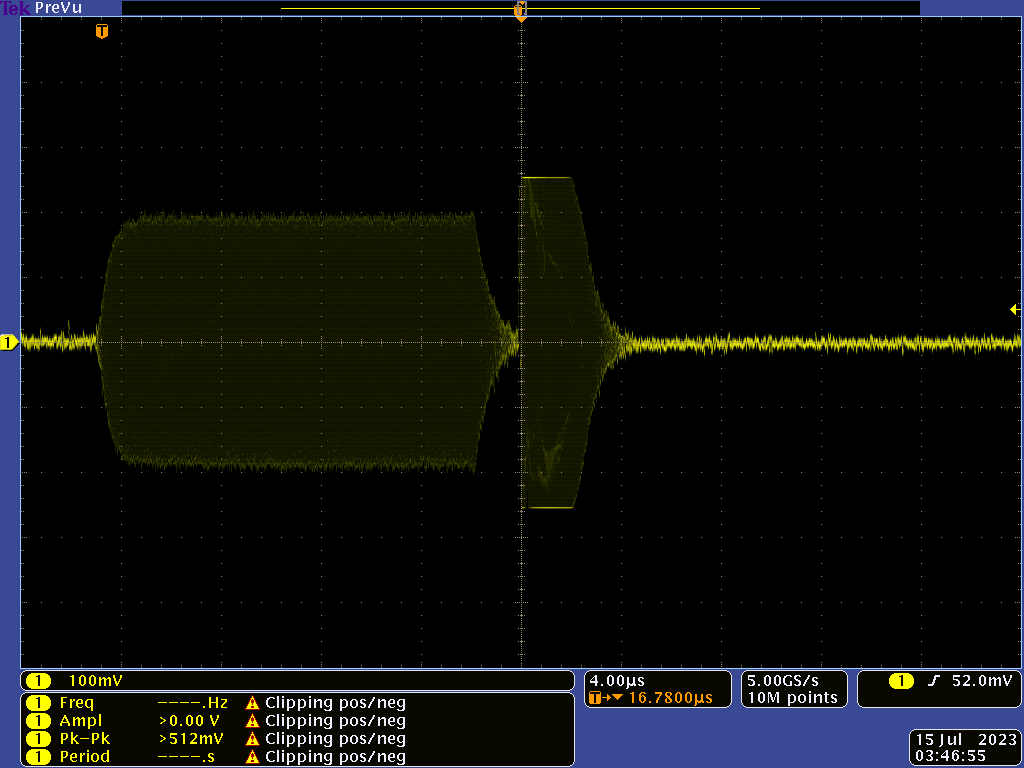 Tek PreVu
T
T
1
1 100mV
4.00µs
T→▼ 16.7800µs
5.00GS/s
10M points
1 ʃ 52.0mV
1 Freq ----.Hz ⚠ Clipping pos/neg
1 Ampl >0.00 V ⚠ Clipping pos/neg
1 Pk-Pk >512mV ⚠ Clipping pos/neg
1 Period ----.s ⚠ Clipping pos/neg
15 Jul 2023
03:46:55